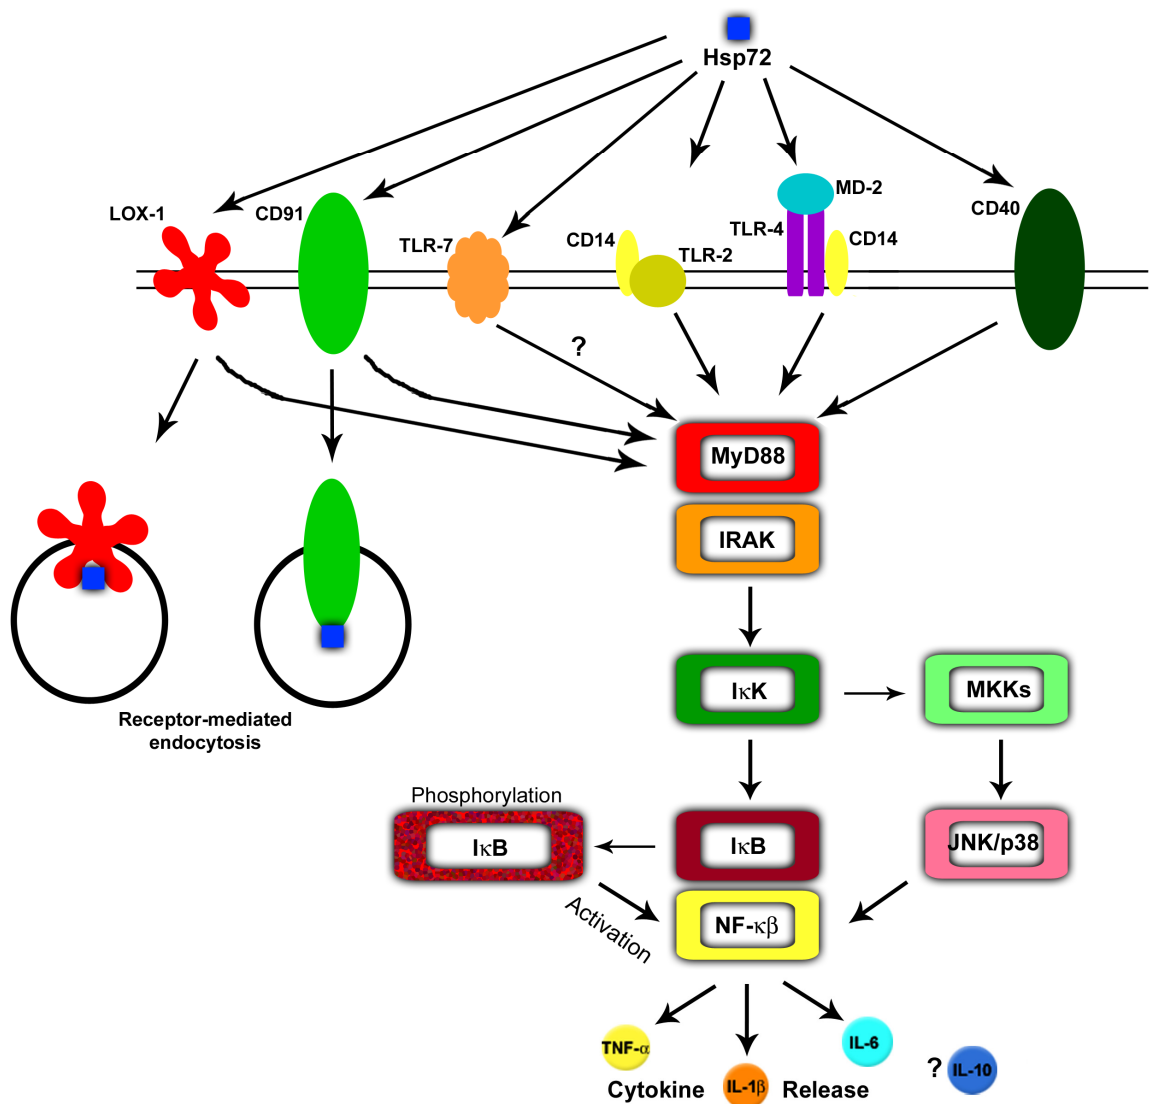 Hsp72
LOX-1
CD91
TLR-7
CD14
TLR-2
TLR-4
MD-2
CD14
CD40
?
MyD88
IRAK
IκK
MKKs
Receptor-mediated
endocytosis
Phosphorylation
IκB
IκB
JNK/p38
Activation
NF-κβ
TNF-α
IL-1β
IL-6
? IL-10
Cytokine Release